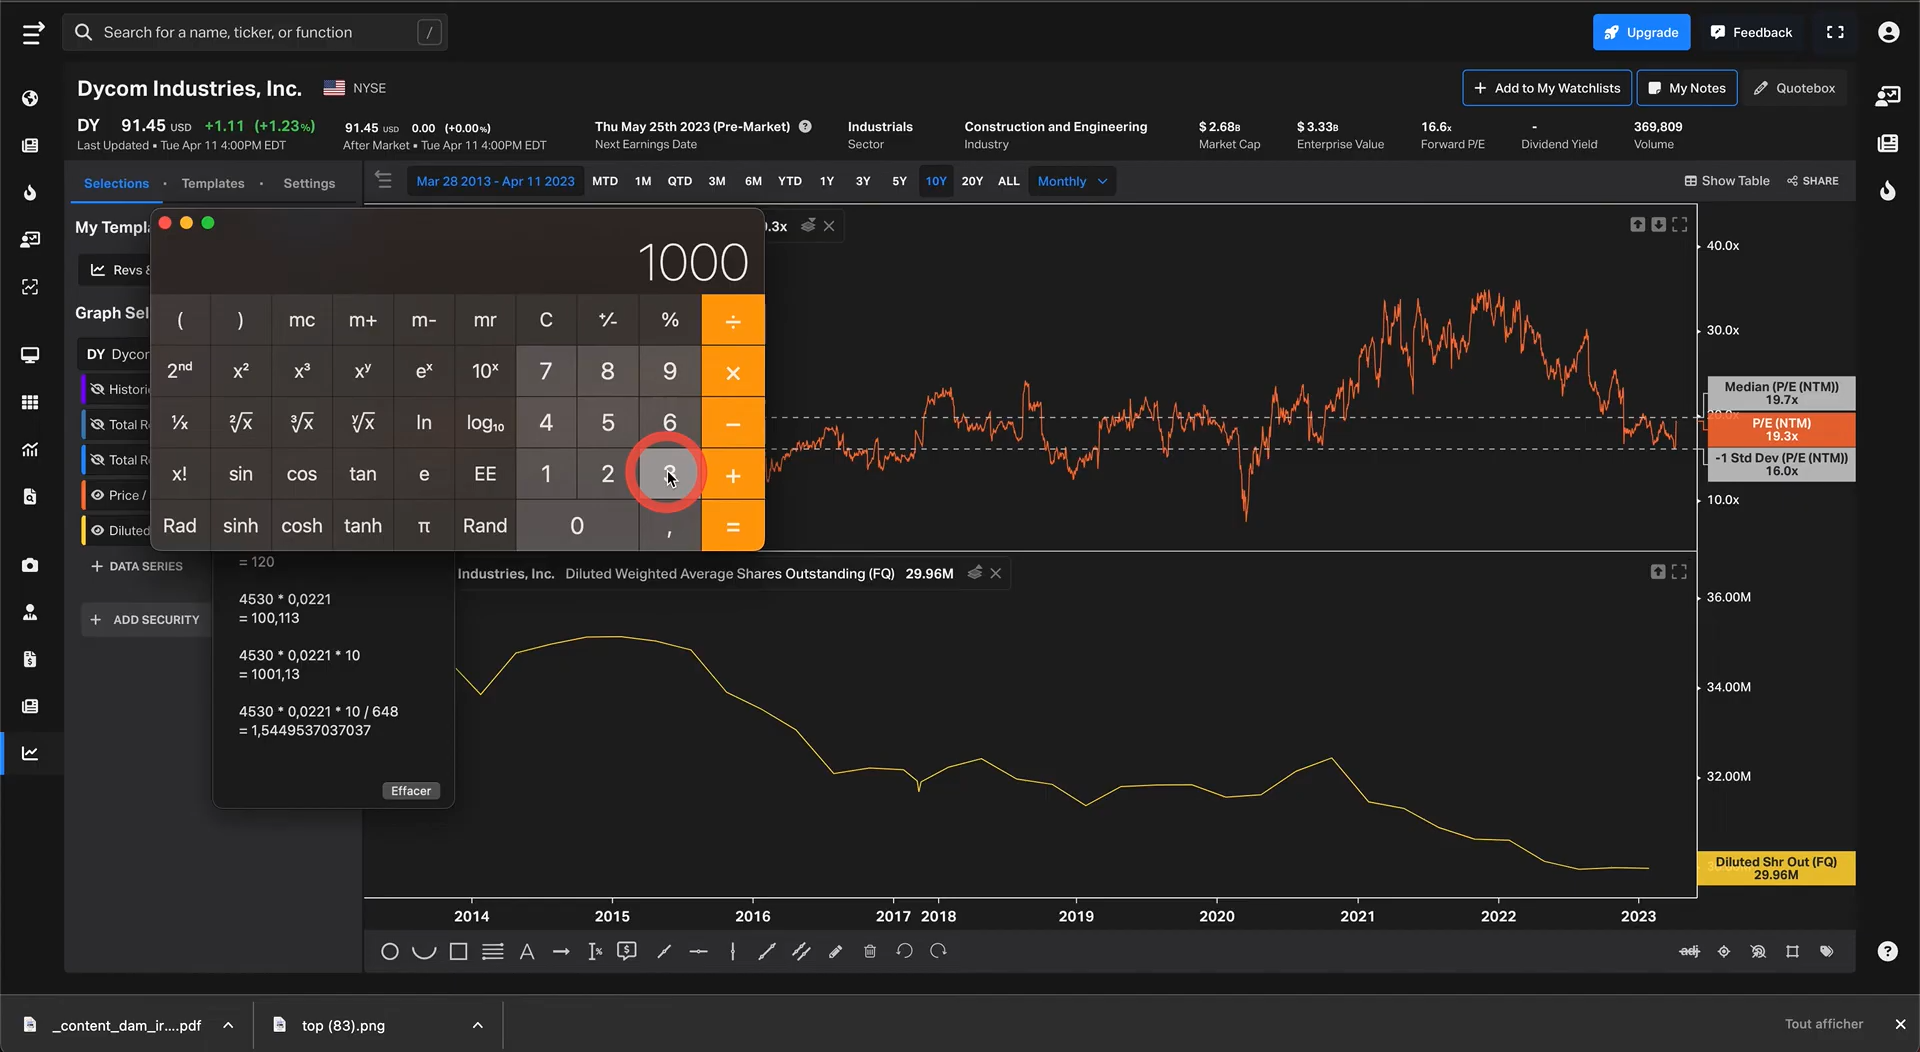 Search for a name, ticker, or function
/
Upgrade
Feedback
Dycom Industries, Inc.
NYSE
DY 91.45 USD +1.11 (+1.23%)
Last Updated • Tue Apr 11 4:00PM EDT
91.45 USD 0.00 (+0.00%)
After Market • Tue Apr 11 4:00PM EDT
Thu May 25th 2023 (Pre-Market)
Next Earnings Date
Industrials
Sector
Construction and Engineering
Industry
$ 2.68B
Market Cap
$ 3.33B
Enterprise Value
16.6x
Forward P/E
-
Dividend Yield
369,809
Volume
+ Add to My Watchlists
My Notes
Quotebox
Selections
Templates
Settings
Mar 28 2013 - Apr 11 2023
MTD 1M QTD 3M 6M YTD 1Y 3Y 5Y 10Y 20Y ALL
Monthly
Show Table
SHARE
My Templa
Revs &
Graph Sel
DY Dycor
Histori
Total R
Total R
Price /
Diluted
+ DATA SERIES
+ ADD SECURITY
.3x
1000
( ) mc m+ m- mr C +/- % ÷
2nd x² x³ xʸ eˣ 10ˣ 7 8 9 ×
¹/x ²√x ³√x ʸ√x ln log₁₀ 4 5 6 −
x! sin cos tan e EE 1 2 3 +
Rad sinh cosh tanh π Rand 0 , =
= 120
4530 * 0,0221
= 100,113
4530 * 0,0221 * 10
= 1001,13
4530 * 0,0221 * 10 / 648
= 1,5449537037037
Effacer
40.0x
30.0x
Median (P/E (NTM))
19.7x
P/E (NTM)
19.3x
-1 Std Dev (P/E (NTM))
16.0x
10.0x
Industries, Inc. Diluted Weighted Average Shares Outstanding (FQ) 29.96M
36.00M
34.00M
32.00M
Diluted Shr Out (FQ)
29.96M
2014 2015 2016 2017 2018 2019 2020 2021 2022 2023
adj
_content_dam_ir....pdf
top (83).png
Tout afficher